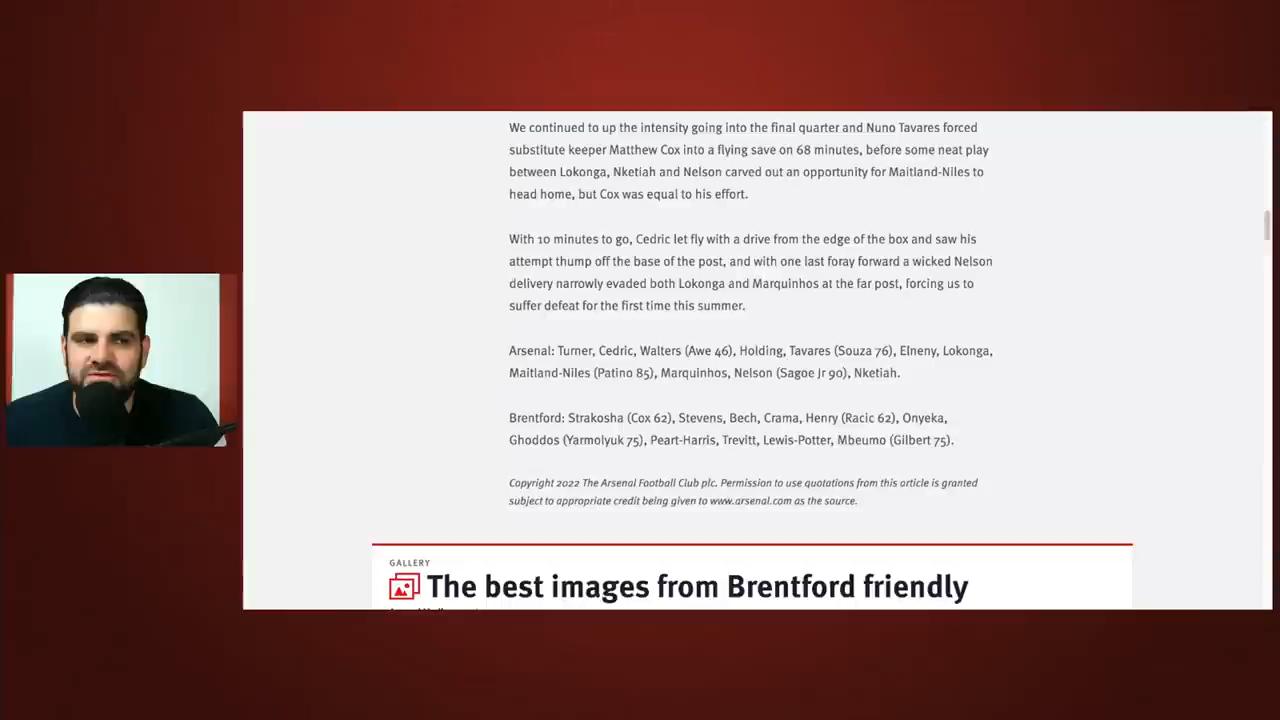 We continued to up the intensity going into the final quarter and Nuno Tavares forced
substitute keeper Matthew Cox into a flying save on 68 minutes, before some neat play
between Lokonga, Nketiah and Nelson carved out an opportunity for Maitland-Niles to
head home, but Cox was equal to his effort.
With 10 minutes to go, Cedric let fly with a drive from the edge of the box and saw his
attempt thump off the base of the post, and with one last foray forward a wicked Nelson
delivery narrowly evaded both Lokonga and Marquinhos at the far post, forcing us to
suffer defeat for the first time this summer.
Arsenal: Turner, Cedric, Walters (Awe 46), Holding, Tavares (Souza 76), Elneny, Lokonga,
Maitland-Niles (Patino 85), Marquinhos, Nelson (Sagoe Jr 90), Nketiah.
Brentford: Strakosha (Cox 62), Stevens, Bech, Crama, Henry (Racic 62), Onyeka,
Ghoddos (Yarmolyuk 75), Peart-Harris, Trevitt, Lewis-Potter, Mbeumo (Gilbert 75).
Copyright 2022 The Arsenal Football Club plc. Permission to use quotations from this article is granted
subject to appropriate credit being given to www.arsenal.com as the source.
GALLERY
The best images from Brentford friendly